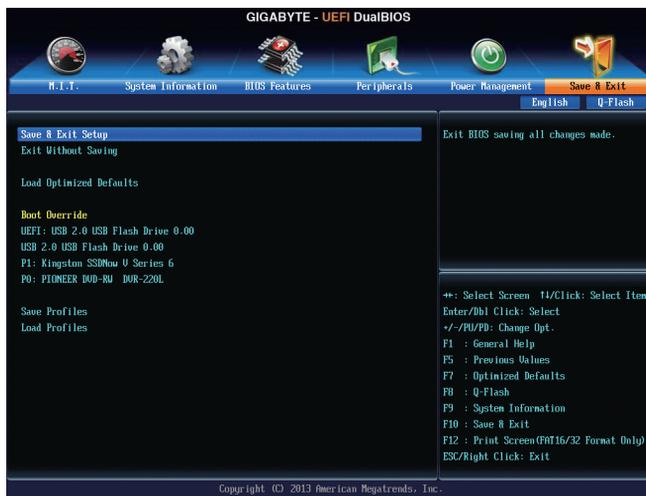 GIGABYTE - UEFI DualBIOS
M.I.T. System Information BIOS Features Peripherals Power Management Save & Exit
English Q-Flash
Save & Exit Setup
Exit Without Saving
Load Optimized Defaults
Boot Override
UEFI: USB 2.0 USB Flash Drive 0.00
USB 2.0 USB Flash Drive 0.00
P1: Kingston SSDNow V Series 6
P0: PIONEER DVD-RW DVR-220L
Save Profiles
Load Profiles
Exit BIOS saving all changes made.
→←: Select Screen ↑↓/Click: Select Item
Enter/Dbl Click: Select
+/-/PU/PD: Change Opt.
F1 : General Help
F5 : Previous Values
F7 : Optimized Defaults
F8 : Q-Flash
F9 : System Information
F10 : Save & Exit
F12 : Print Screen(FAT16/32 Format Only)
ESC/Right Click: Exit
Copyright (C) 2013 American Megatrends, Inc.